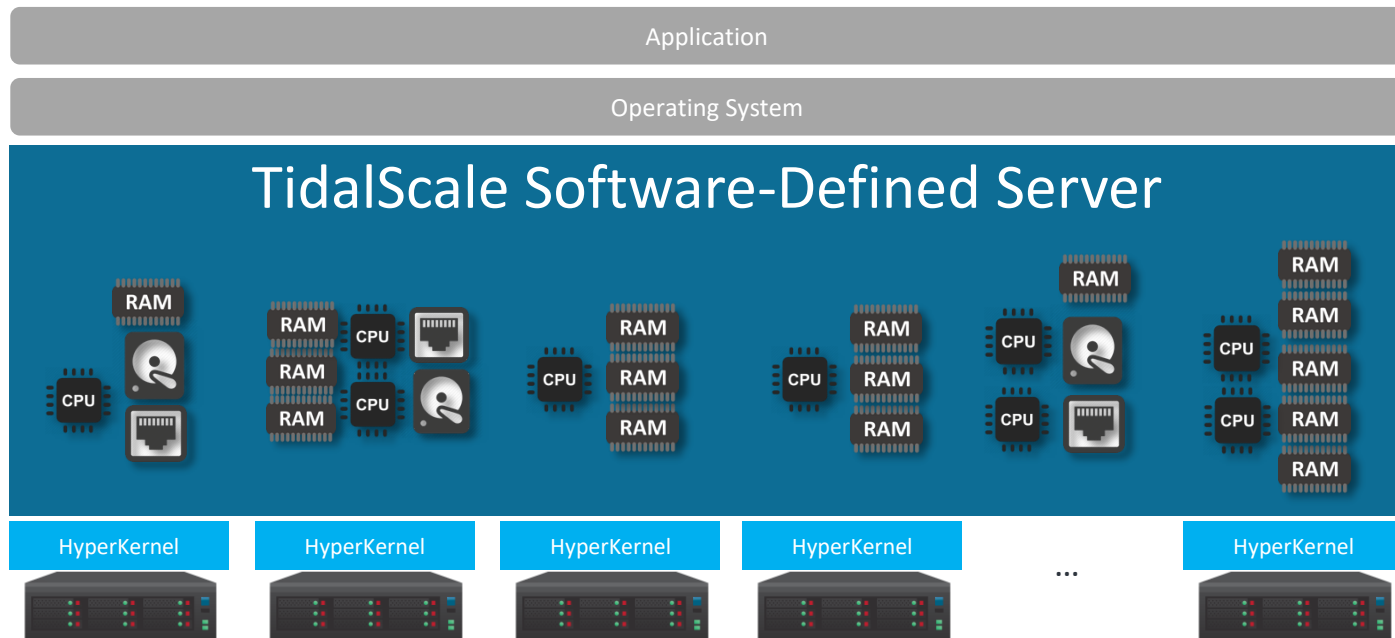 Application
Operating System
TidalScale Software-Defined Server
RAM
CPU
RAM
RAM
RAM
CPU
CPU
CPU
RAM
RAM
RAM
CPU
RAM
RAM
RAM
RAM
CPU
CPU
RAM
RAM
RAM
RAM
RAM
CPU
CPU
HyperKernel
HyperKernel
HyperKernel
HyperKernel
...
HyperKernel